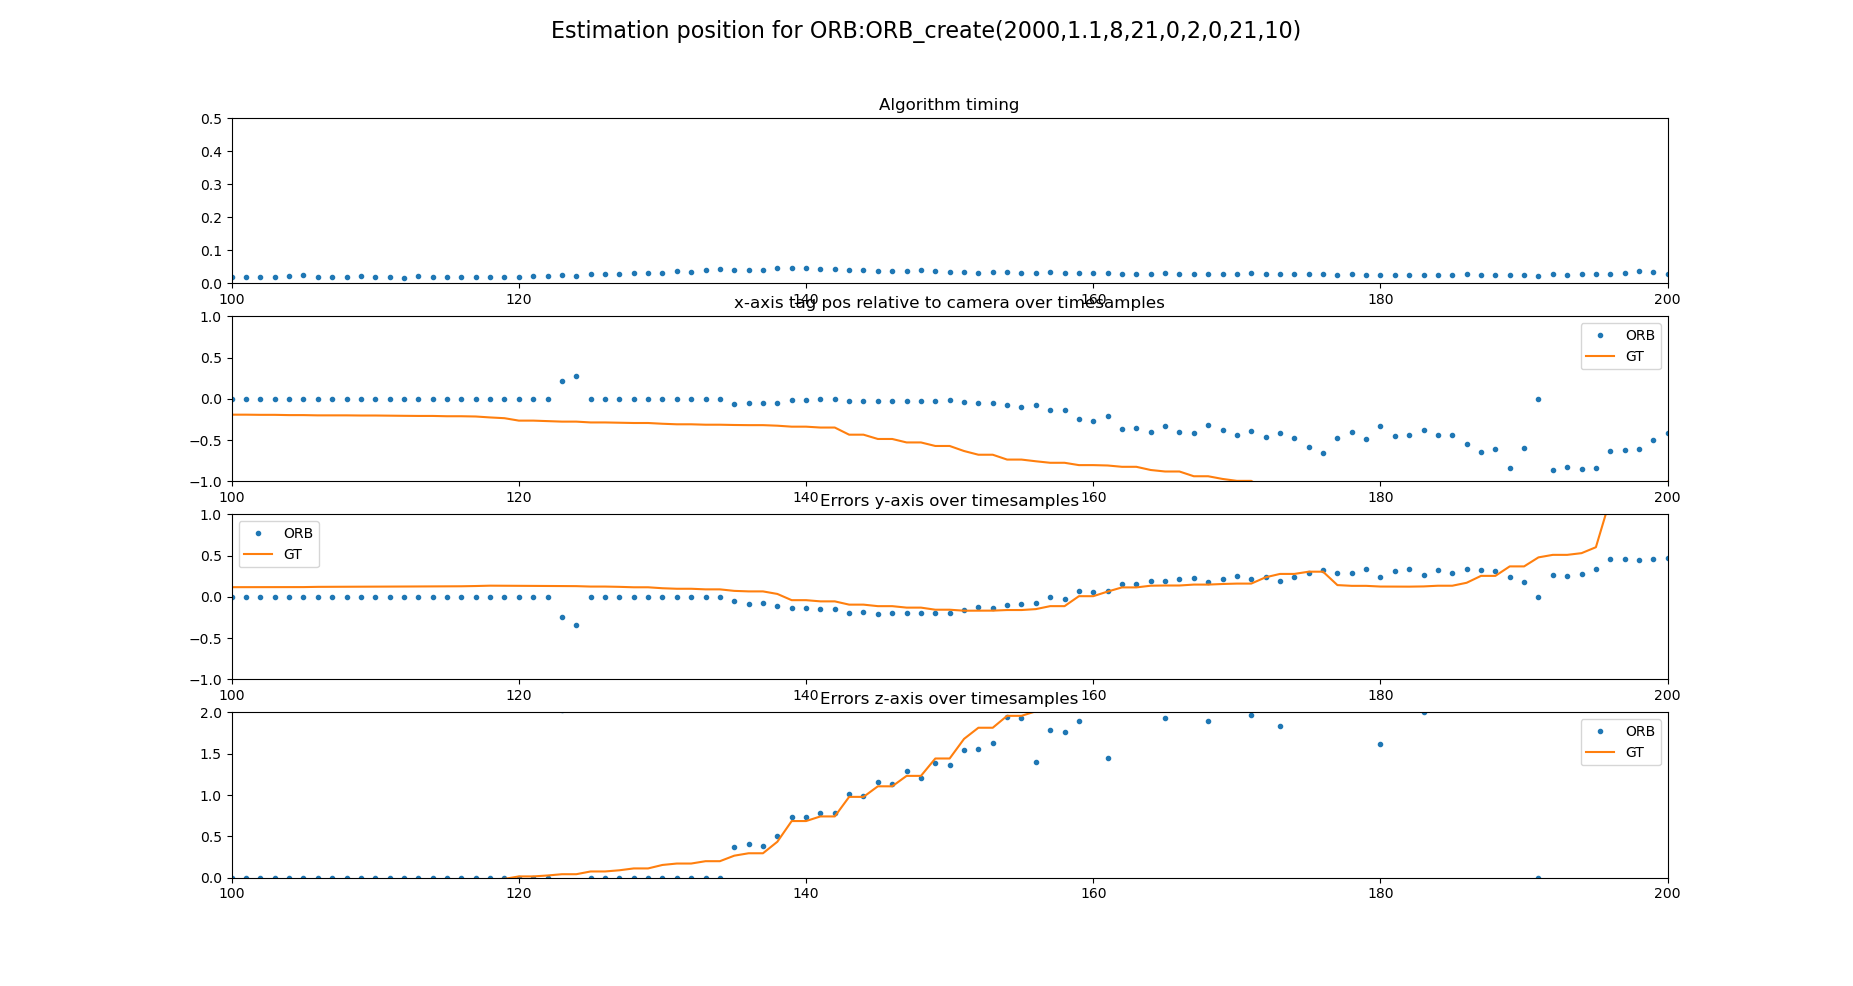 Estimation position for ORB:ORB_create(2000,1.1,8,21,0,2,0,21,10)
Algorithm timing
0.5
0.4
0.3
0.2
0.1
0.0
100 120 140 160 180 200
x-axis tag pos relative to camera over timesamples
1.0
0.5
0.0
−0.5
−1.0
ORB
GT
100 120 140 160 180 200
Errors y-axis over timesamples
1.0
0.5
0.0
−0.5
−1.0
ORB
GT
100 120 140 160 180 200
Errors z-axis over timesamples
2.0
1.5
1.0
0.5
0.0
ORB
GT
100 120 140 160 180 200